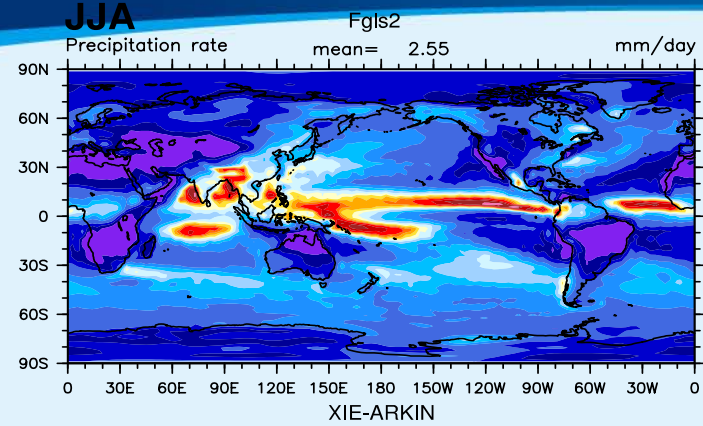 JJA
Fgls2
Precipitation rate mean= 2.55 mm/day
90N
60N
30N
0
30S
60S
90S
0 30E 60E 90E 120E 150E 180 150W 120W 90W 60W 30W 0
XIE-ARKIN